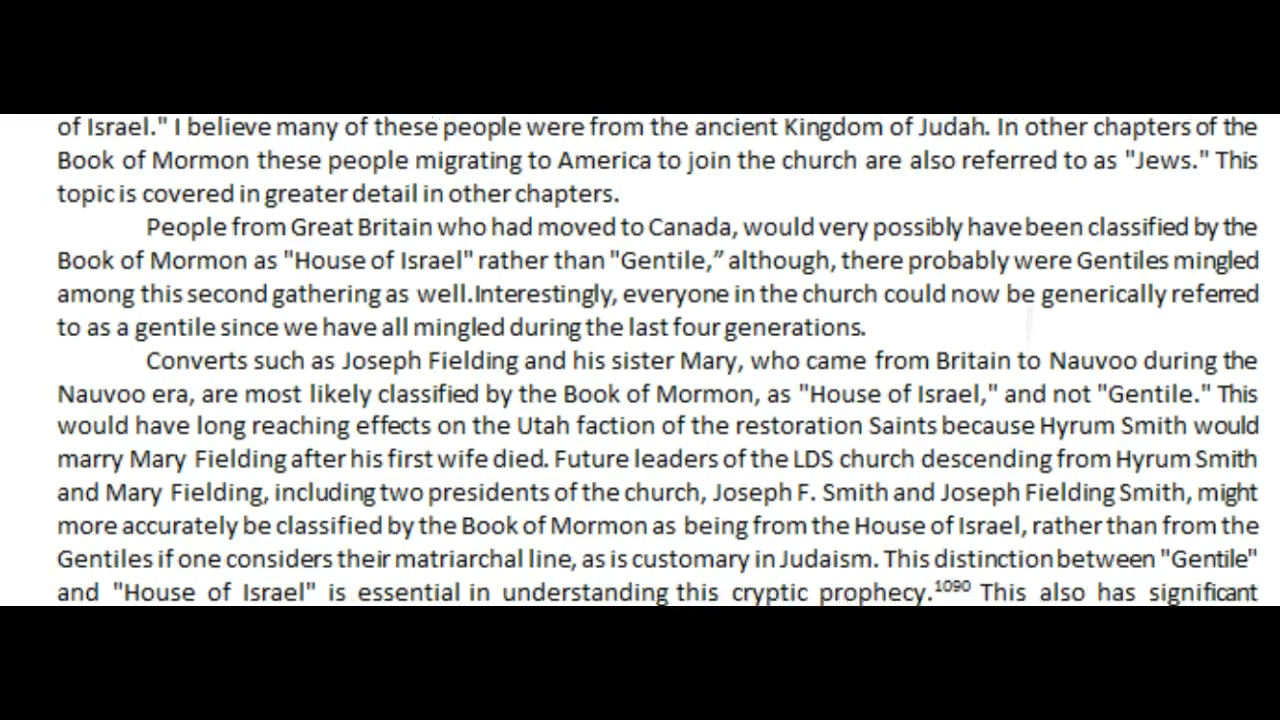 of Israel." I believe many of these people were from the ancient Kingdom of Judah. In other chapters of the
Book of Mormon these people migrating to America to join the church are also referred to as "Jews." This
topic is covered in greater detail in other chapters.
People from Great Britain who had moved to Canada, would very possibly have been classified by the
Book of Mormon as "House of Israel" rather than "Gentile,” although, there probably were Gentiles mingled
among this second gathering as well.Interestingly, everyone in the church could now be generically referred
to as a gentile since we have all mingled during the last four generations.
Converts such as Joseph Fielding and his sister Mary, who came from Britain to Nauvoo during the
Nauvoo era, are most likely classified by the Book of Mormon, as "House of Israel," and not "Gentile." This
would have long reaching effects on the Utah faction of the restoration Saints because Hyrum Smith would
marry Mary Fielding after his first wife died. Future leaders of the LDS church descending from Hyrum Smith
and Mary Fielding, including two presidents of the church, Joseph F. Smith and Joseph Fielding Smith, might
more accurately be classified by the Book of Mormon as being from the House of Israel, rather than from the
Gentiles if one considers their matriarchal line, as is customary in Judaism. This distinction between "Gentile"
and "House of Israel" is essential in understanding this cryptic prophecy.1090 This also has significant